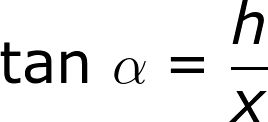 tan α = h/x